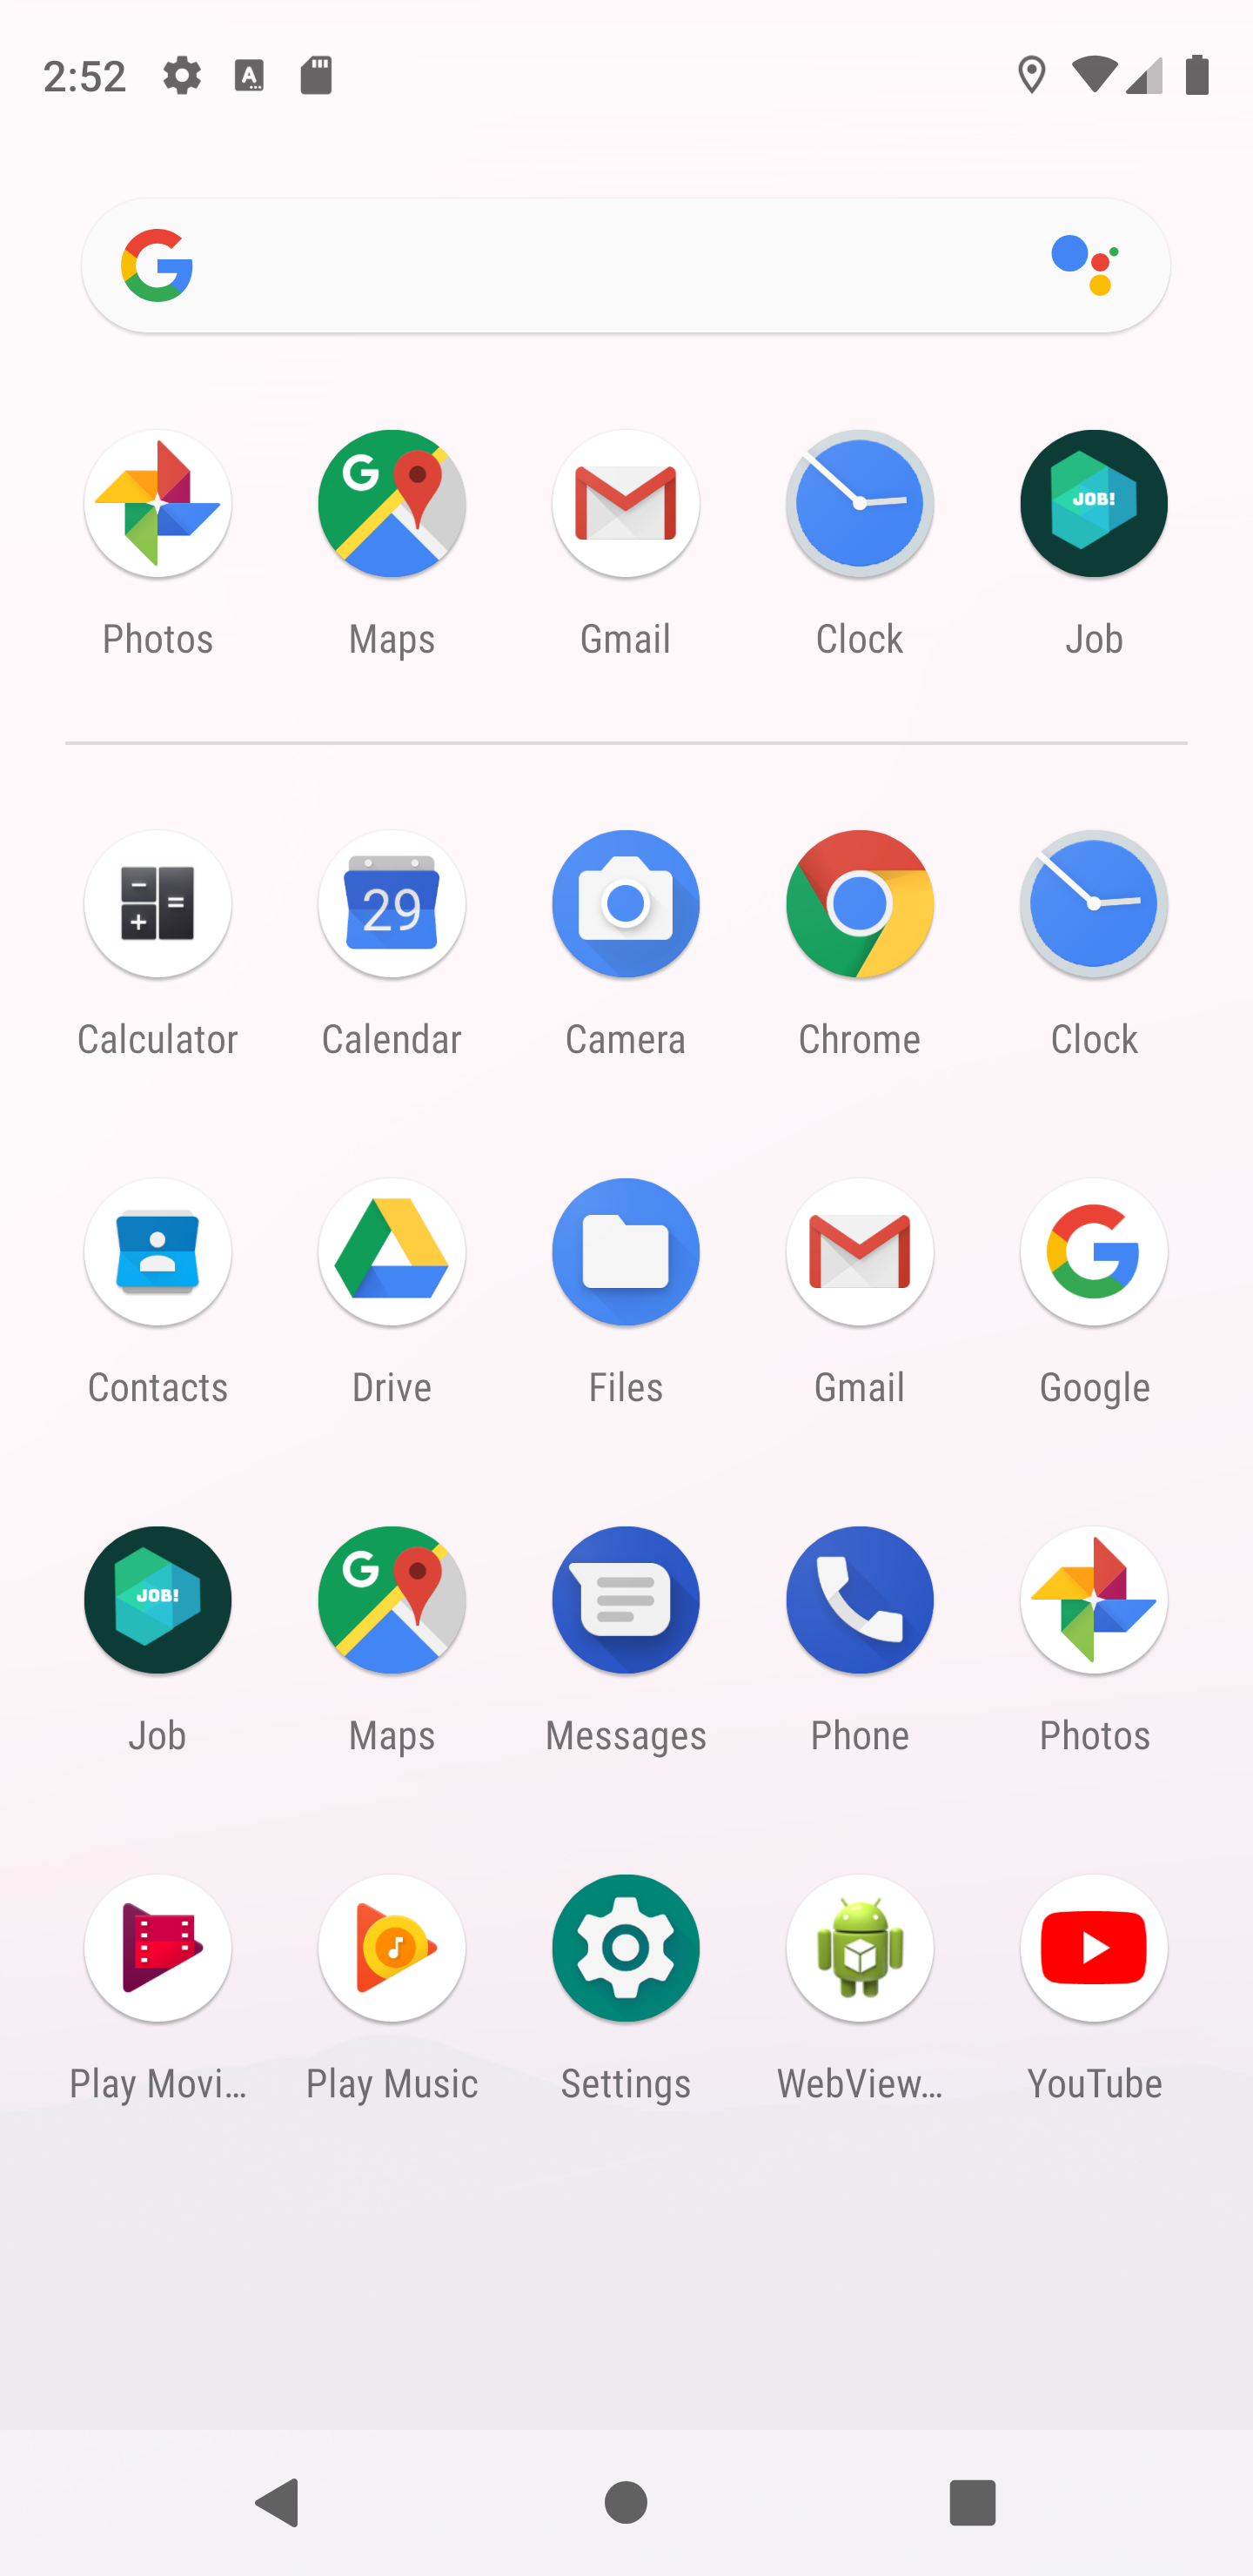 2:52
Photos Maps Gmail Clock Job
Calculator Calendar Camera Chrome Clock
Contacts Drive Files Gmail Google
Job Maps Messages Phone Photos
Play Movi… Play Music Settings WebView… YouTube
A
G
JOB!
29
G
JOB!
G